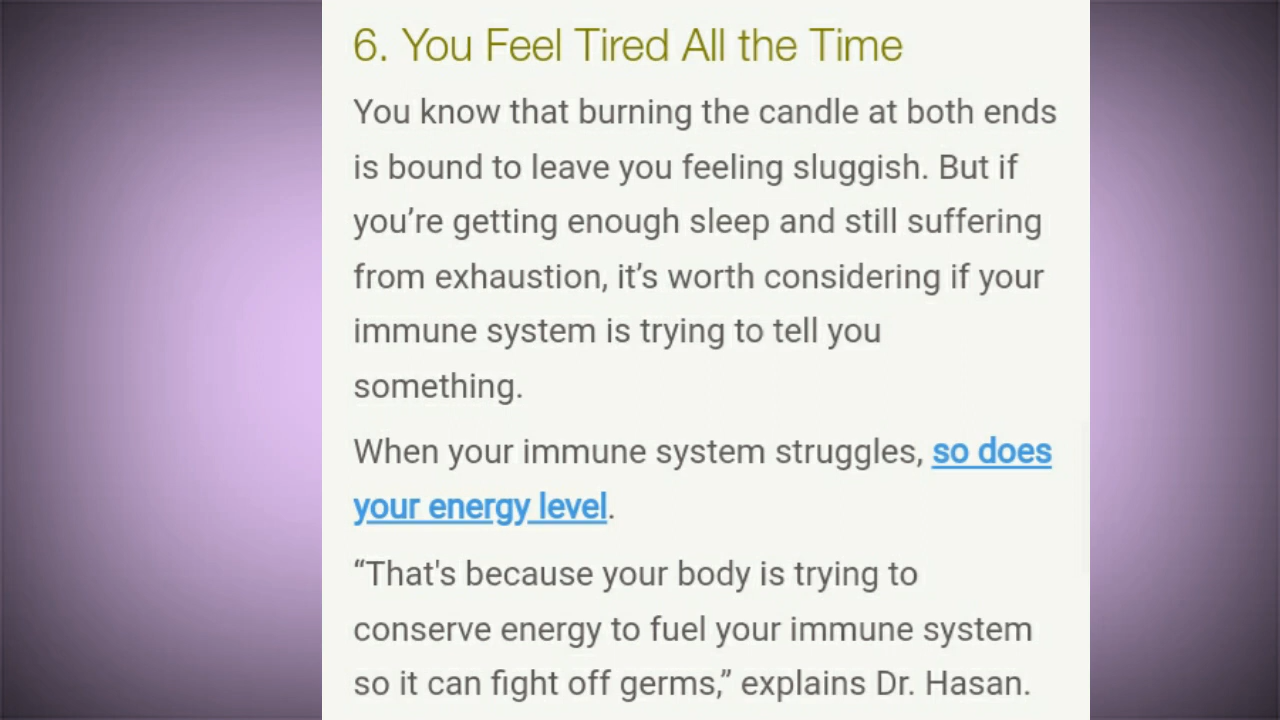 6. You Feel Tired All the Time
You know that burning the candle at both ends
is bound to leave you feeling sluggish. But if
you’re getting enough sleep and still suffering
from exhaustion, it’s worth considering if your
immune system is trying to tell you
something.
When your immune system struggles, so does
your energy level.
“That's because your body is trying to
conserve energy to fuel your immune system
so it can fight off germs,” explains Dr. Hasan.